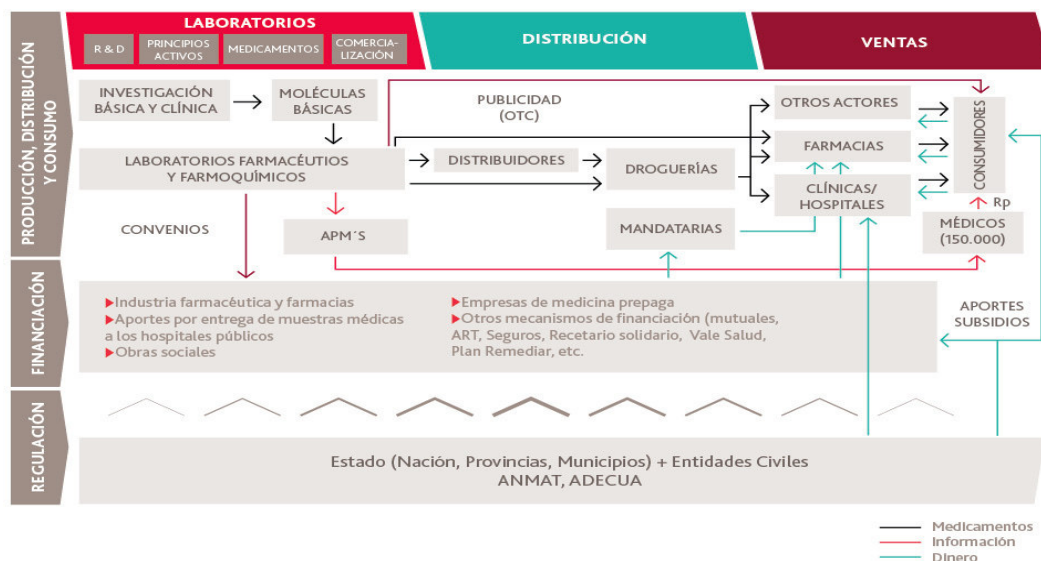 LABORATORIOS
R & D
PRINCIPIOS
ACTIVOS
MEDICAMENTOS
COMERCIA-
LIZACIÓN
DISTRIBUCIÓN
VENTAS
PRODUCCIÓN, DISTRIBUCIÓN
Y CONSUMO
INVESTIGACIÓN
BÁSICA Y CLÍNICA
MOLÉCULAS
BÁSICAS
PUBLICIDAD
(OTC)
OTROS ACTORES
CONSUMIDORES
LABORATORIOS FARMACÉUTIOS
Y FARMOQUÍMICOS
DISTRIBUIDORES
DROGUERÍAS
FARMACIAS
CLÍNICAS/
HOSPITALES
Rp
CONVENIOS
APM´S
MANDATARIAS
MÉDICOS
(150.000)
FINANCIACIÓN
Industria farmacéutica y farmacias
Aportes por entrega de muestras médicas
a los hospitales públicos
Obras sociales
Empresas de medicina prepaga
Otros mecanismos de financiación (mutuales,
ART, Seguros, Recetario solidario, Vale Salud,
Plan Remediar, etc.
APORTES
SUBSIDIOS
REGULACIÓN
Estado (Nación, Provincias, Municipios) + Entidades Civiles
ANMAT, ADECUA
Medicamentos
Información
Dinero